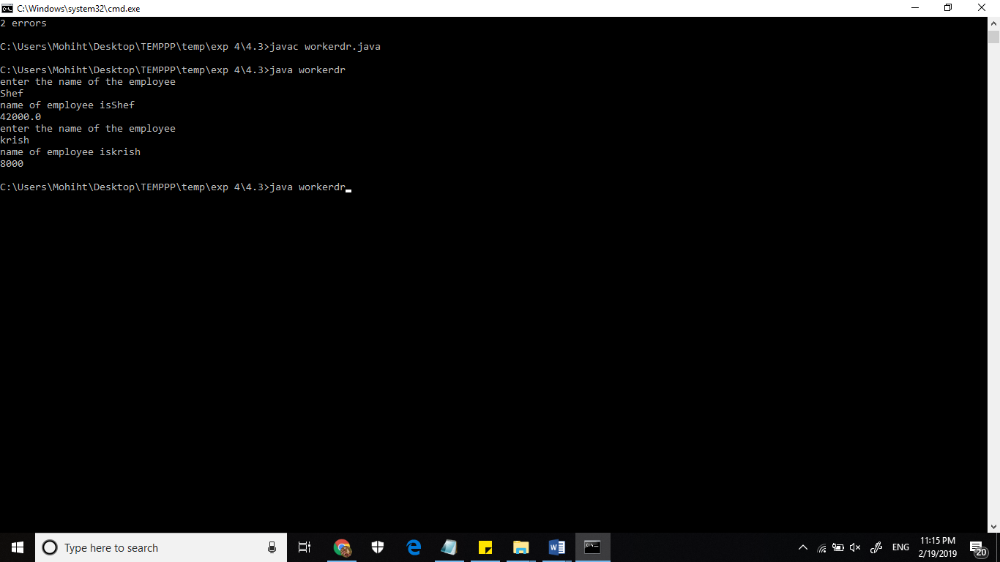 C:\Windows\system32\cmd.exe
2 errors
C:\Users\Mohiht\Desktop\TEMPPP\temp\exp 4\4.3>javac workerdr.java
C:\Users\Mohiht\Desktop\TEMPPP\temp\exp 4\4.3>java workerdr
enter the name of the employee
Shef
name of employee isShef
42000.0
enter the name of the employee
krish
name of employee iskrish
8000
C:\Users\Mohiht\Desktop\TEMPPP\temp\exp 4\4.3>java workerdr
Type here to search
ENG
11:15 PM
2/19/2019
20